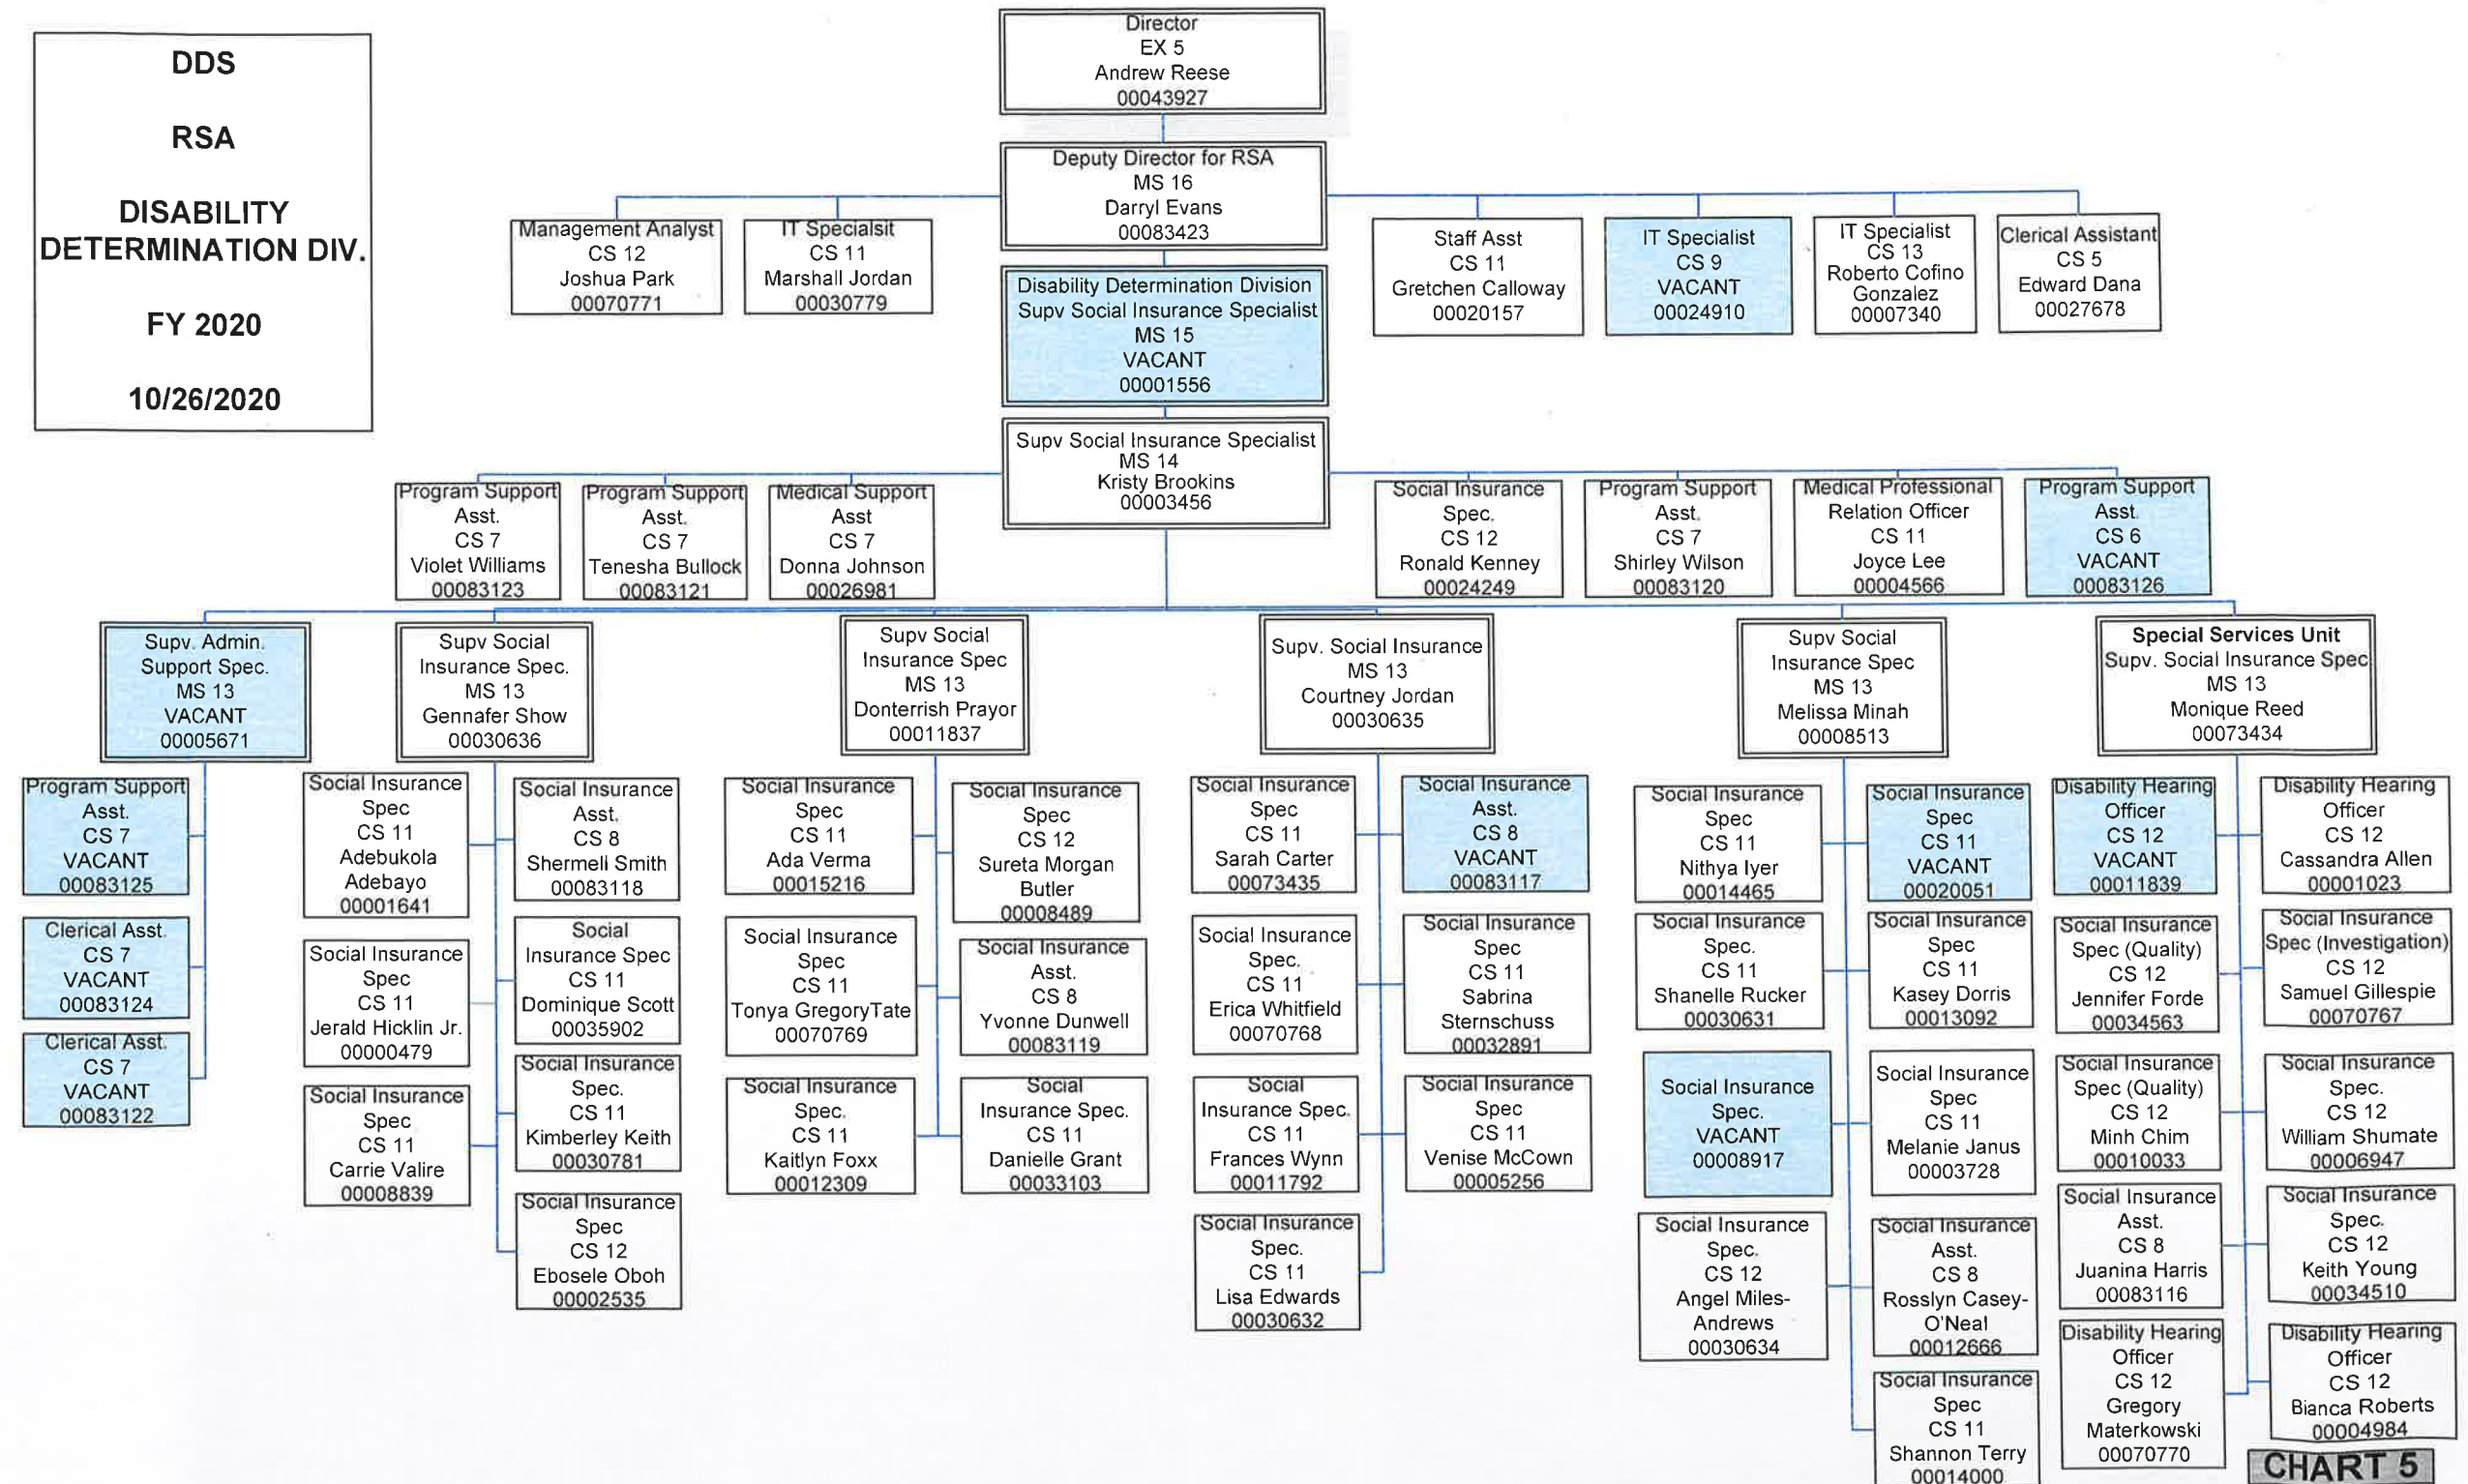 DDS
RSA
DISABILITY
DETERMINATION DIV.
FY 2020
10/26/2020
Director
EX 5
Andrew Reese
00043927
Deputy Director for RSA
MS 16
Darryl Evans
00083423
Management Analyst
CS 12
Joshua Park
00070771
IT Specialsit
CS 11
Marshall Jordan
00030779
Staff Asst
CS 11
Gretchen Calloway
00020157
IT Specialist
CS 9
VACANT
00024910
IT Specialist
CS 13
Roberto Cofino
Gonzalez
00007340
Clerical Assistant
CS 5
Edward Dana
00027678
Disability Determination Division
Supv Social Insurance Specialist
MS 15
VACANT
00001556
Supv Social Insurance Specialist
MS 14
Kristy Brookins
00003456
Program Support
Asst.
CS 7
Violet Williams
00083123
Program Support
Asst.
CS 7
Tenesha Bullock
00083121
Medical Support
Asst
CS 7
Donna Johnson
00026981
Social Insurance
Spec.
CS 12
Ronald Kenney
00024249
Program Support
Asst.
CS 7
Shirley Wilson
00083120
Medical Professional
Relation Officer
CS 11
Joyce Lee
00004566
Program Support
Asst.
CS 6
VACANT
00083126
Supv. Admin.
Support Spec.
MS 13
VACANT
00005671
Program Support
Asst.
CS 7
VACANT
00083125
Clerical Asst.
CS 7
VACANT
00083124
Clerical Asst.
CS 7
VACANT
00083122
Supv Social
Insurance Spec.
MS 13
Gennafer Show
00030636
Social Insurance
Spec
CS 11
Adebukola
Adebayo
00001641
Social Insurance
Asst.
CS 8
Shermell Smith
00083118
Social Insurance
Spec
CS 11
Jerald Hicklin Jr.
00000479
Social
Insurance Spec
CS 11
Dominique Scott
00035902
Social Insurance
Spec
CS 11
Carrie Valire
00008839
Social Insurance
Spec.
CS 11
Kimberley Keith
00030781
Social Insurance
Spec
CS 12
Ebosele Oboh
00002535
Supv Social
Insurance Spec
MS 13
Donterrish Prayor
00011837
Social Insurance
Spec
CS 11
Ada Verma
00015216
Social Insurance
Spec
CS 12
Sureta Morgan
Butler
00008489
Social Insurance
Spec
CS 11
Tonya GregoryTate
00070769
Social Insurance
Asst.
CS 8
Yvonne Dunwell
00083119
Social Insurance
Spec.
CS 11
Kaitlyn Foxx
00012309
Social
Insurance Spec.
CS 11
Danielle Grant
00033103
Supv. Social Insurance
MS 13
Courtney Jordan
00030635
Social Insurance
Spec
CS 11
Sarah Carter
00073435
Social Insurance
Asst.
CS 8
VACANT
00083117
Social Insurance
Spec.
CS 11
Erica Whitfield
00070768
Social Insurance
Spec
CS 11
Sabrina
Sternschuss
00032891
Social
Insurance Spec.
CS 11
Frances Wynn
00011792
Social Insurance
Spec
CS 11
Venise McCown
00005256
Social Insurance
Spec.
CS 11
Lisa Edwards
00030632
Supv Social
Insurance Spec
MS 13
Melissa Minah
00008513
Social Insurance
Spec
CS 11
Nithya Iyer
00014465
Social Insurance
Spec
CS 11
VACANT
00020051
Social Insurance
Spec.
CS 11
Shanelle Rucker
00030631
Social Insurance
Spec
CS 11
Kasey Dorris
00013092
Social Insurance
Spec.
VACANT
00008917
Social Insurance
Spec
CS 11
Melanie Janus
00003728
Social Insurance
Spec.
CS 12
Angel Miles-
Andrews
00030634
Social Insurance
Asst.
CS 8
Rosslyn Casey-
O'Neal
00012666
Social Insurance
Spec
CS 11
Shannon Terry
00014000
Special Services Unit
Supv. Social Insurance Spec
MS 13
Monique Reed
00073434
Disability Hearing
Officer
CS 12
VACANT
00011839
Disability Hearing
Officer
CS 12
Cassandra Allen
00001023
Social Insurance
Spec (Quality)
CS 12
Jennifer Forde
00034563
Social Insurance
Spec (Investigation)
CS 12
Samuel Gillespie
00070767
Social Insurance
Spec (Quality)
CS 12
Minh Chim
00010033
Social Insurance
Spec.
CS 12
William Shumate
00006947
Social Insurance
Asst.
CS 8
Juanina Harris
00083116
Social Insurance
Spec.
CS 12
Keith Young
00034510
Disability Hearing
Officer
CS 12
Gregory
Materkowski
00070770
Disability Hearing
Officer
CS 12
Bianca Roberts
00004984
CHART 5